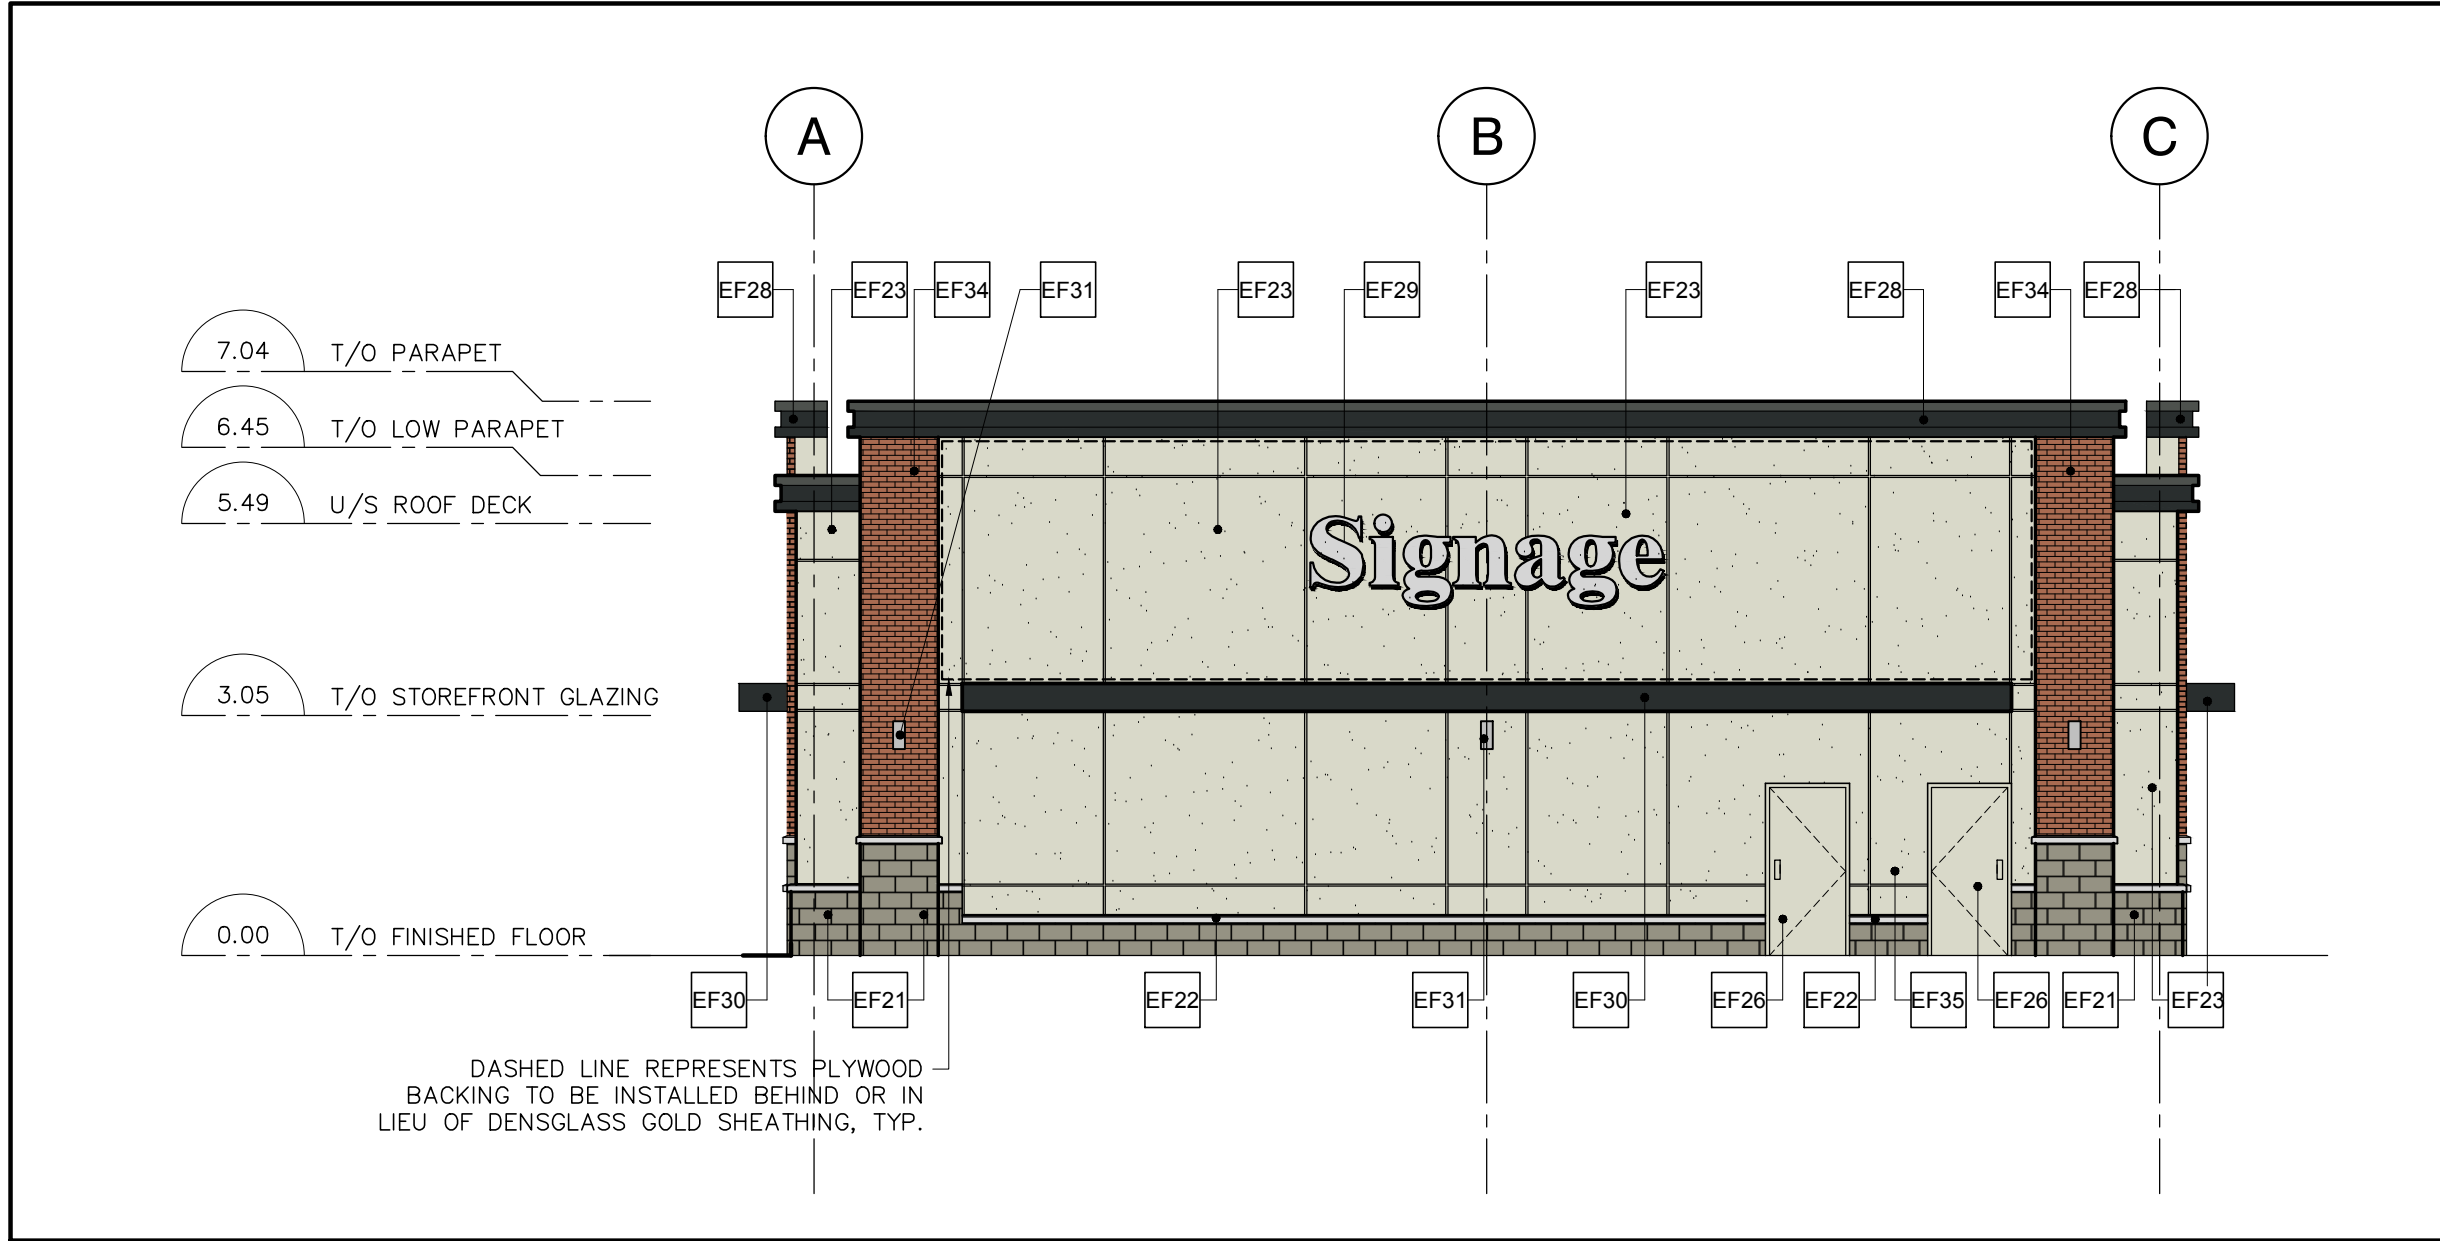 A B C
EF28 EF23 EF34 EF31 EF23 EF29 EF23 EF28 EF34 EF28
7.04 T/O PARAPET
6.45 T/O LOW PARAPET
5.49 U/S ROOF DECK
Signage
3.05 T/O STOREFRONT GLAZING
0.00 T/O FINISHED FLOOR
EF30 EF21 EF22 EF31 EF30 EF26 EF22 EF35 EF26 EF21 EF23
DASHED LINE REPRESENTS PLYWOOD
BACKING TO BE INSTALLED BEHIND OR IN
LIEU OF DENSGLASS GOLD SHEATHING, TYP.